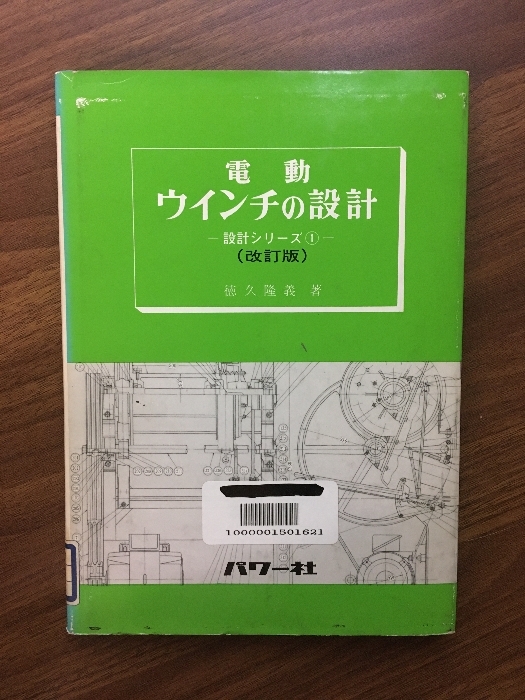 電動
ウインチの設計
—設計シリーズ①—
(改訂版)
徳久隆義 著
1000001501621
パワー社